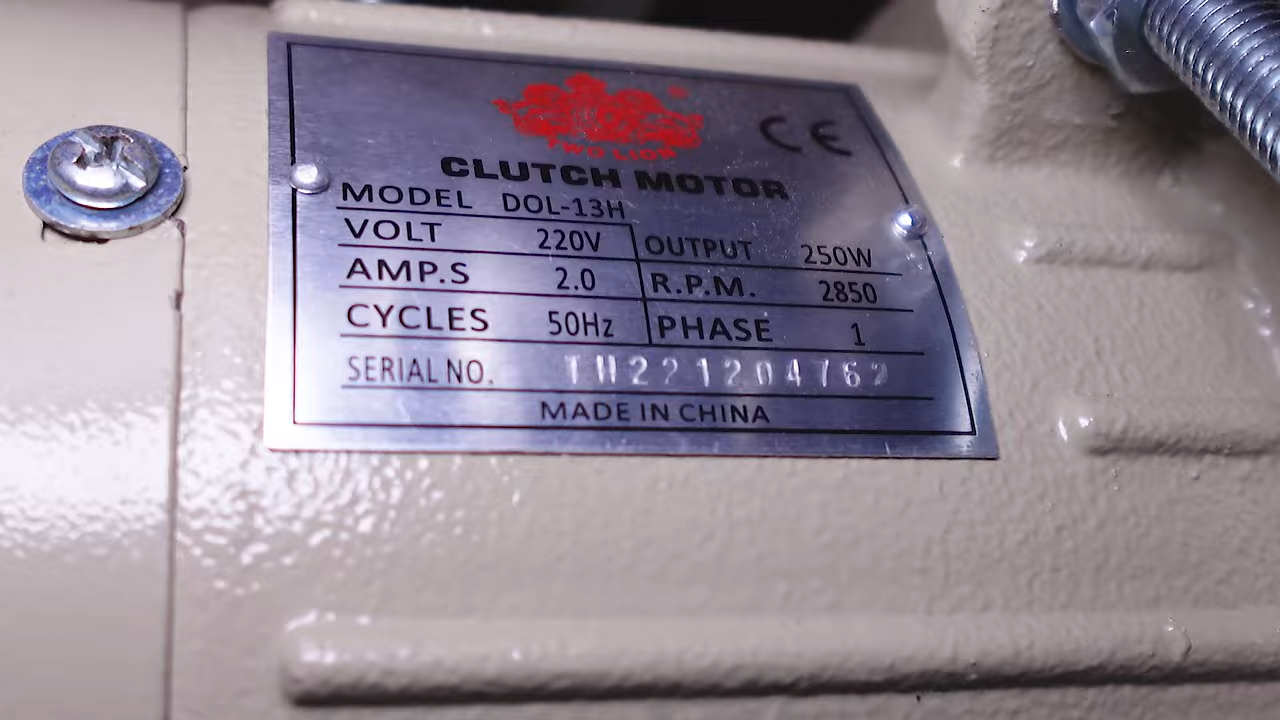 TWO LION
CE
CLUTCH MOTOR
MODEL DOL-13H
VOLT 220V OUTPUT 250W
AMP.S 2.0 R.P.M. 2850
CYCLES 50Hz PHASE 1
SERIAL NO. TH221204762
MADE IN CHINA